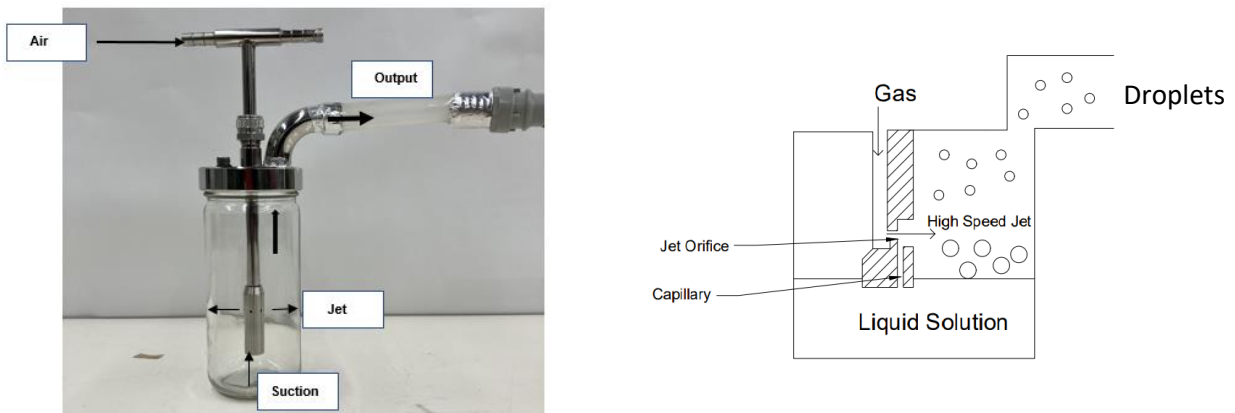 Air
Output
Jet
Suction
Gas
Droplets
High Speed Jet
Jet Orifice
Capillary
Liquid Solution